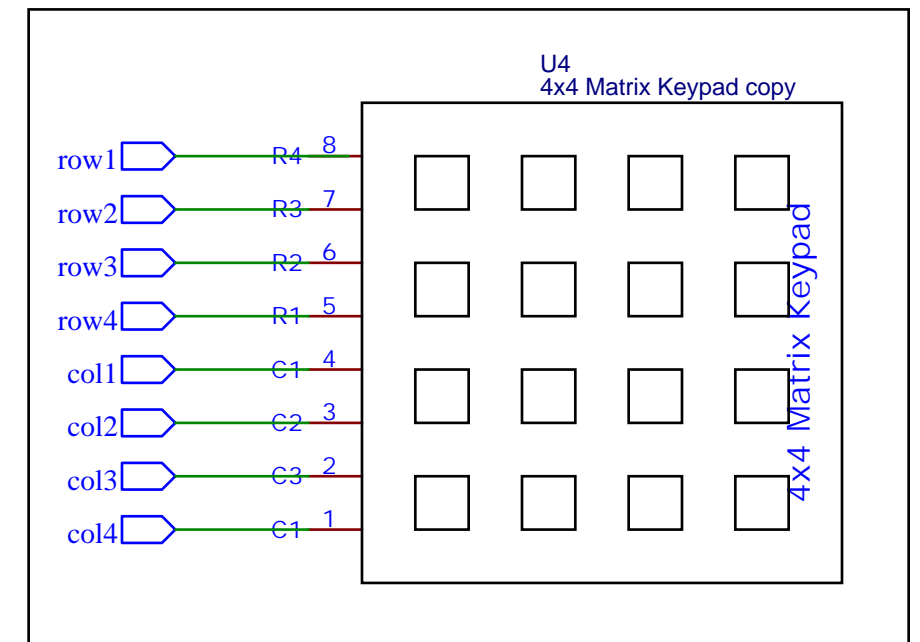 U4
4x4 Matrix Keypad copy
row1 R4 8
row2 R3 7
row3 R2 6
row4 R1 5
col1 C1 4
col2 C2 3
col3 C3 2
col4 C1 1
4x4 Matrix Keypad